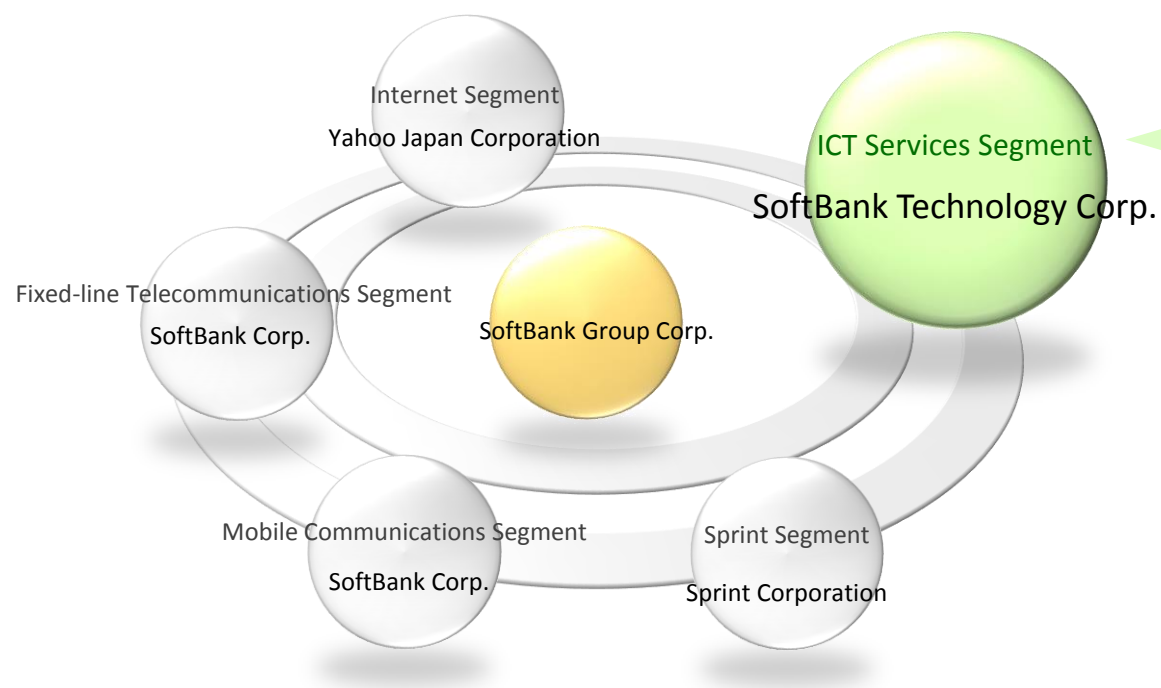 Internet Segment
Yahoo Japan Corporation
ICT Services Segment
SoftBank Technology Corp.
Fixed-line Telecommunications Segment
SoftBank Corp.
SoftBank Group Corp.
Mobile Communications Segment
SoftBank Corp.
Sprint Segment
Sprint Corporation